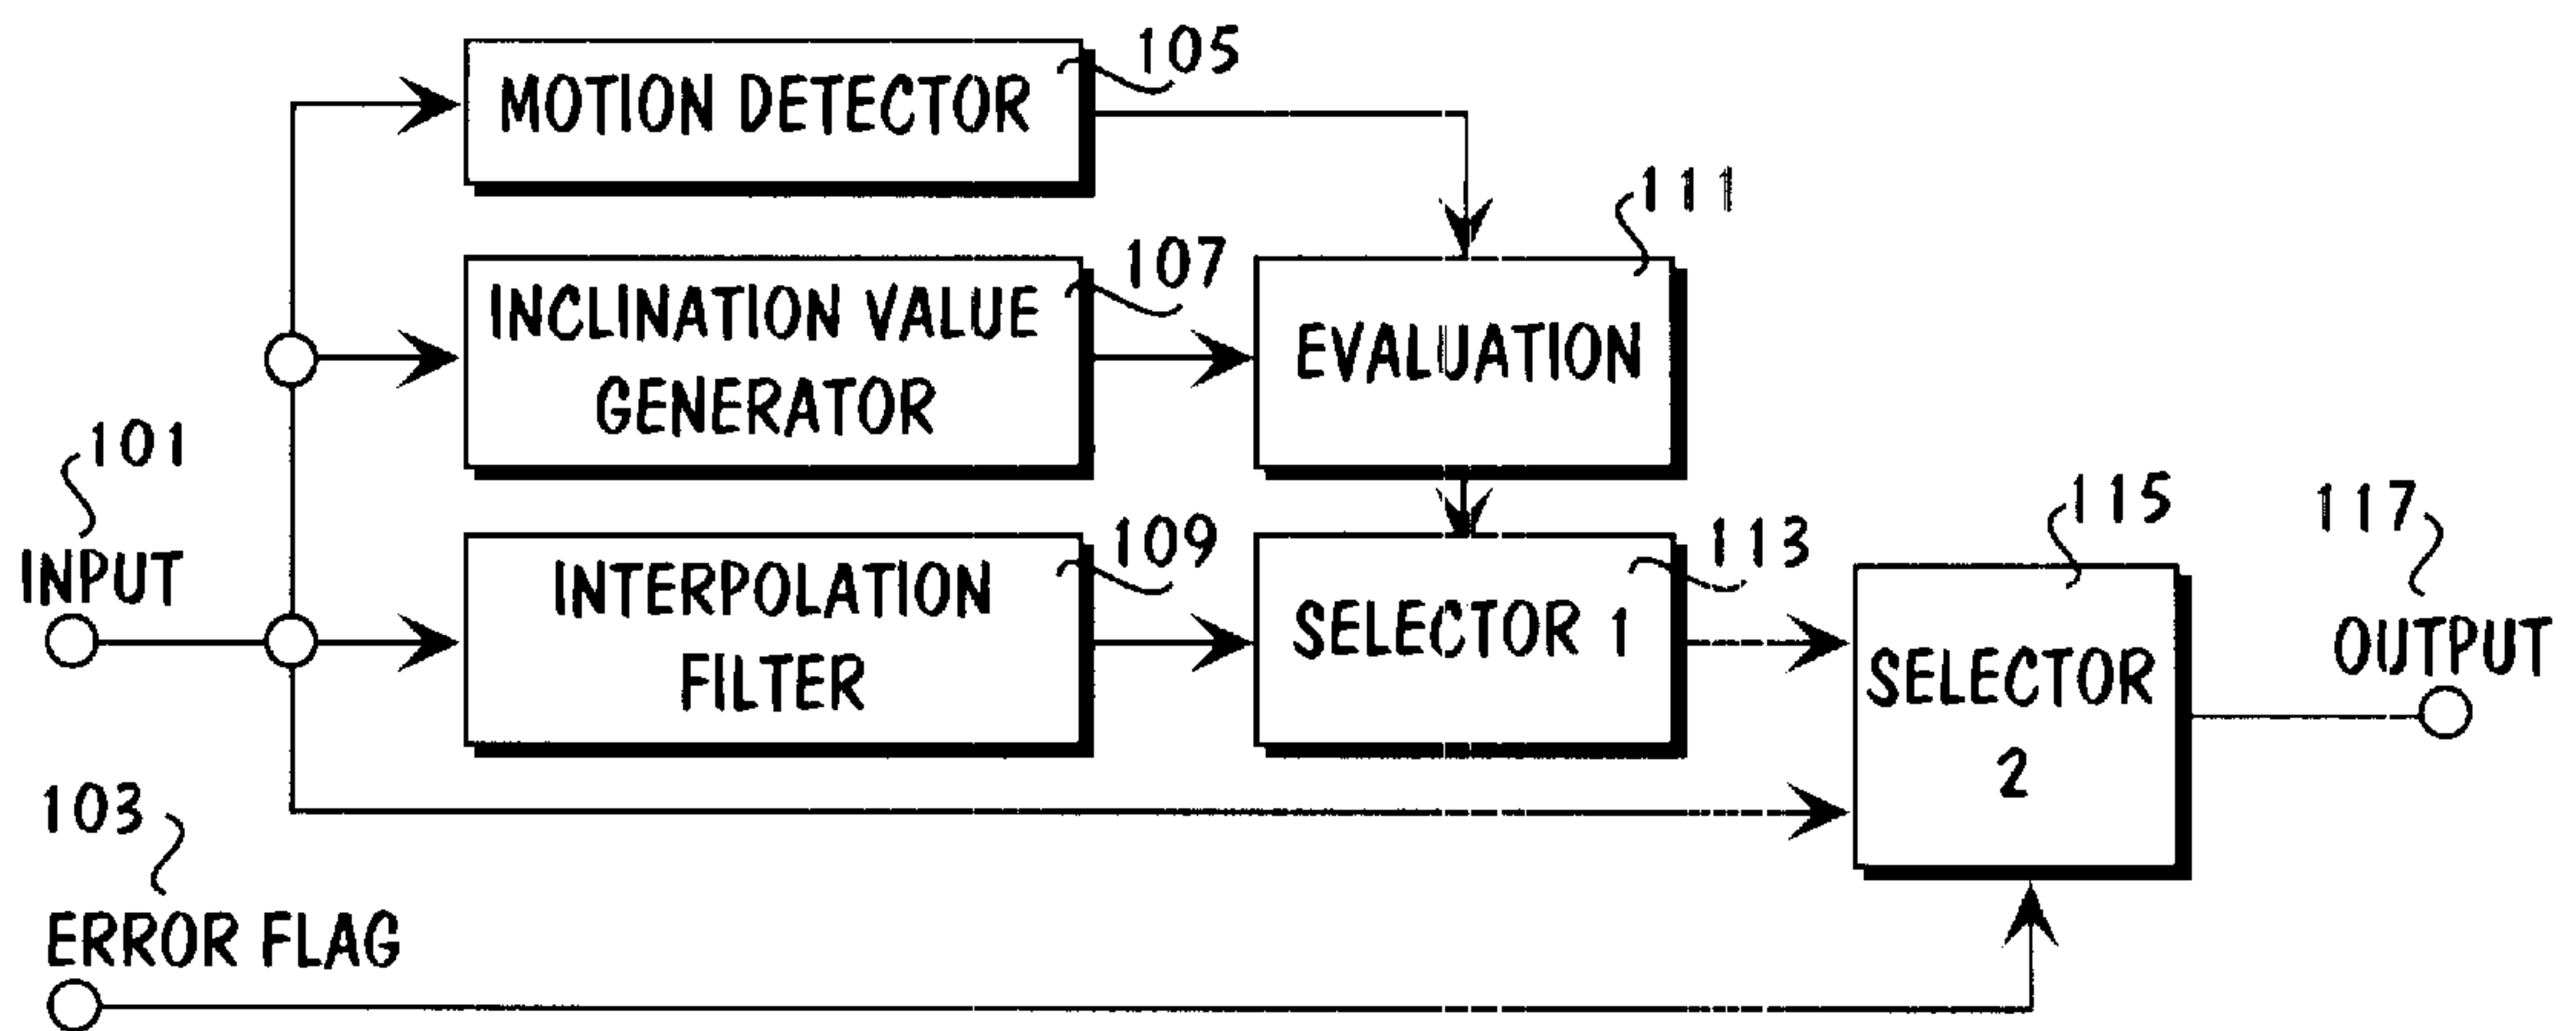 105
MOTION DETECTOR
111
107
INCLINATION VALUE
GENERATOR
EVALUATION
101
INPUT
109
INTERPOLATION
FILTER
113
SELECTOR 1
115
SELECTOR
2
117
OUTPUT
103
ERROR FLAG